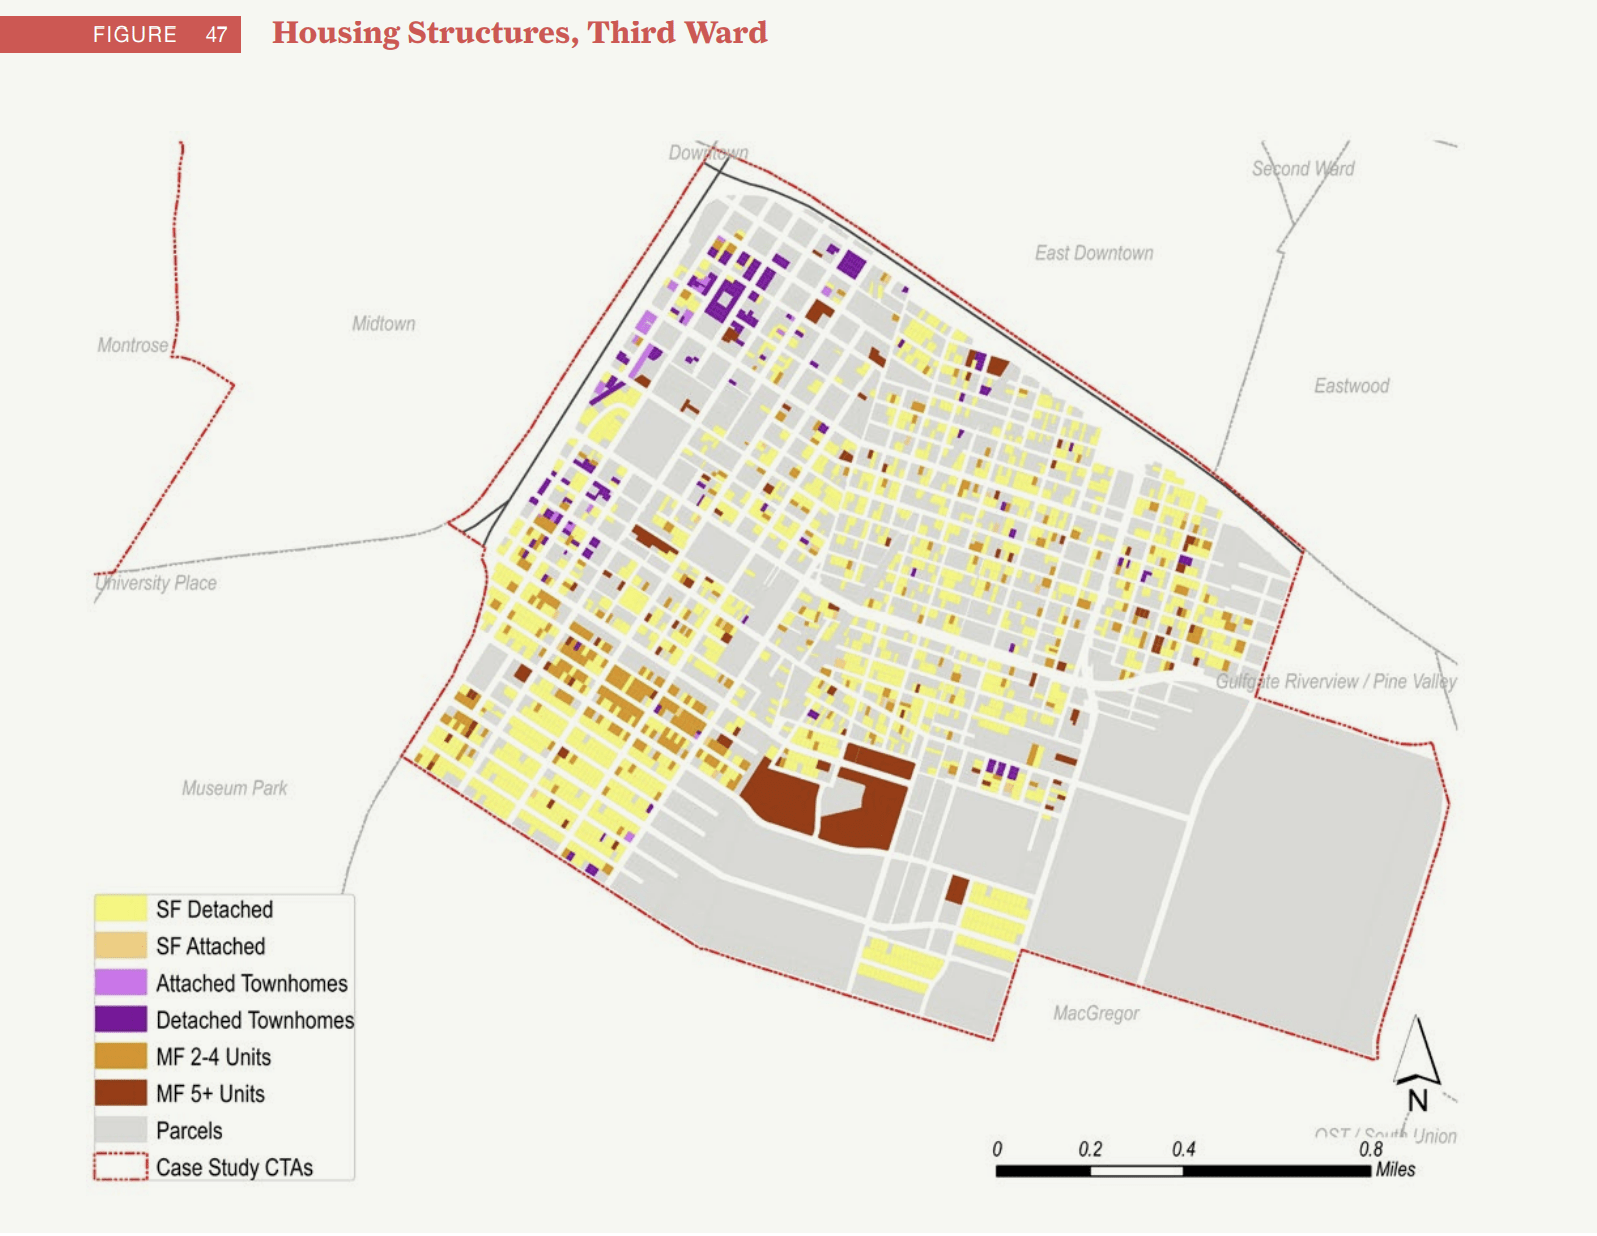 FIGURE 47 Housing Structures, Third Ward
Downtown
Second Ward
East Downtown
Midtown
Montrose
Eastwood
University Place
Gulfgate Riverview / Pine Valley
Museum Park
SF Detached
SF Attached
Attached Townhomes
Detached Townhomes
MF 2-4 Units
MF 5+ Units
Parcels
Case Study CTAs
MacGregor
N
OST / South Union
0 0.2 0.4 0.8
Miles